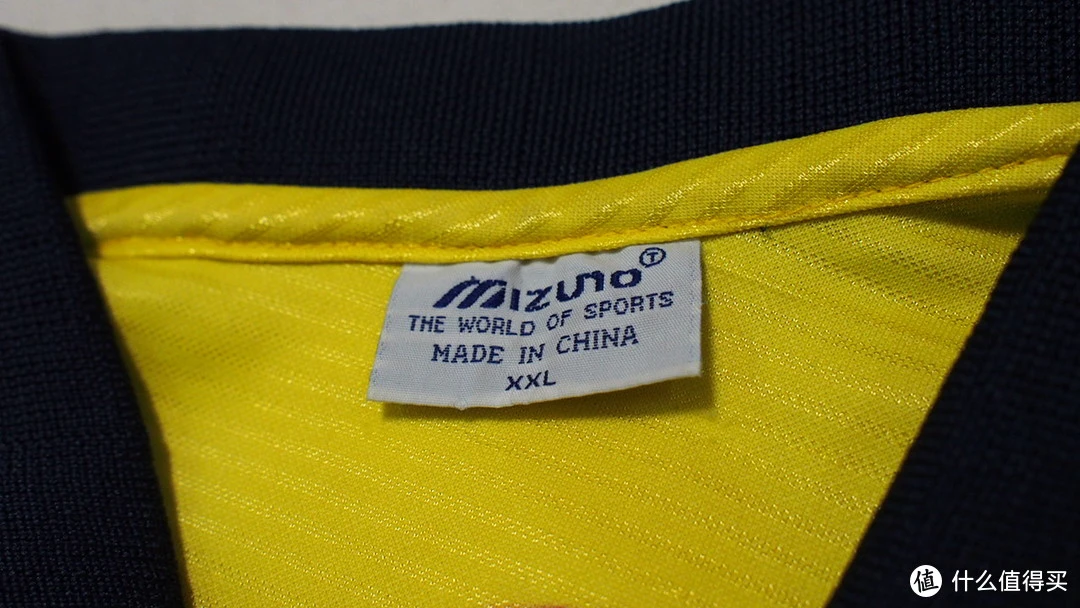 mizuno Ⓣ
THE WORLD OF SPORTS
MADE IN CHINA
XXL
值 什么值得买